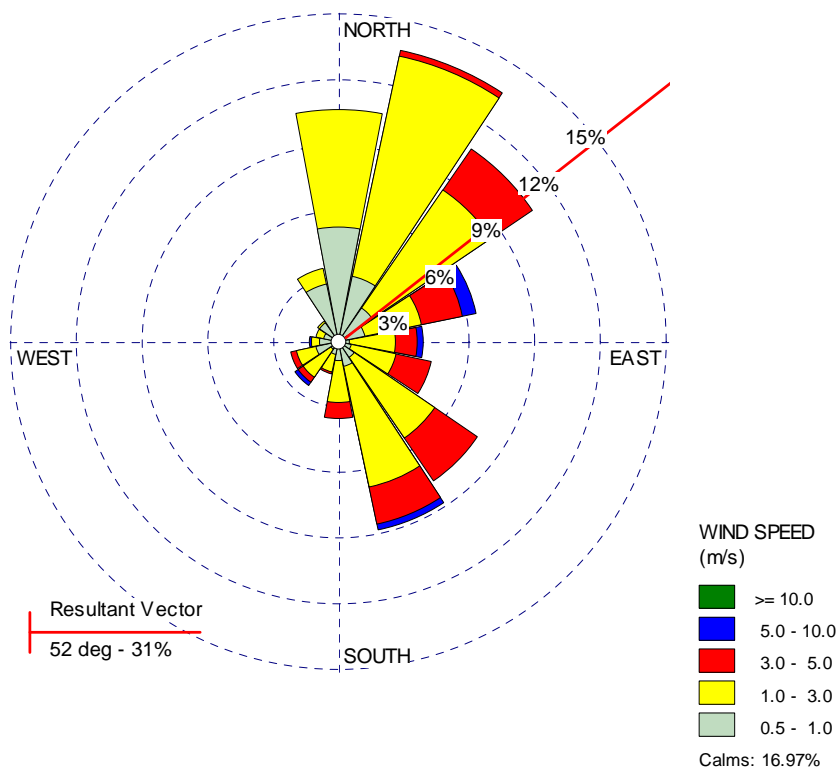 NORTH
15%
12%
9%
6%
3%
WEST
EAST
WIND SPEED
(m/s)
>= 10.0
5.0 - 10.0
3.0 - 5.0
1.0 - 3.0
0.5 - 1.0
Calms: 16.97%
Resultant Vector
52 deg - 31%
SOUTH